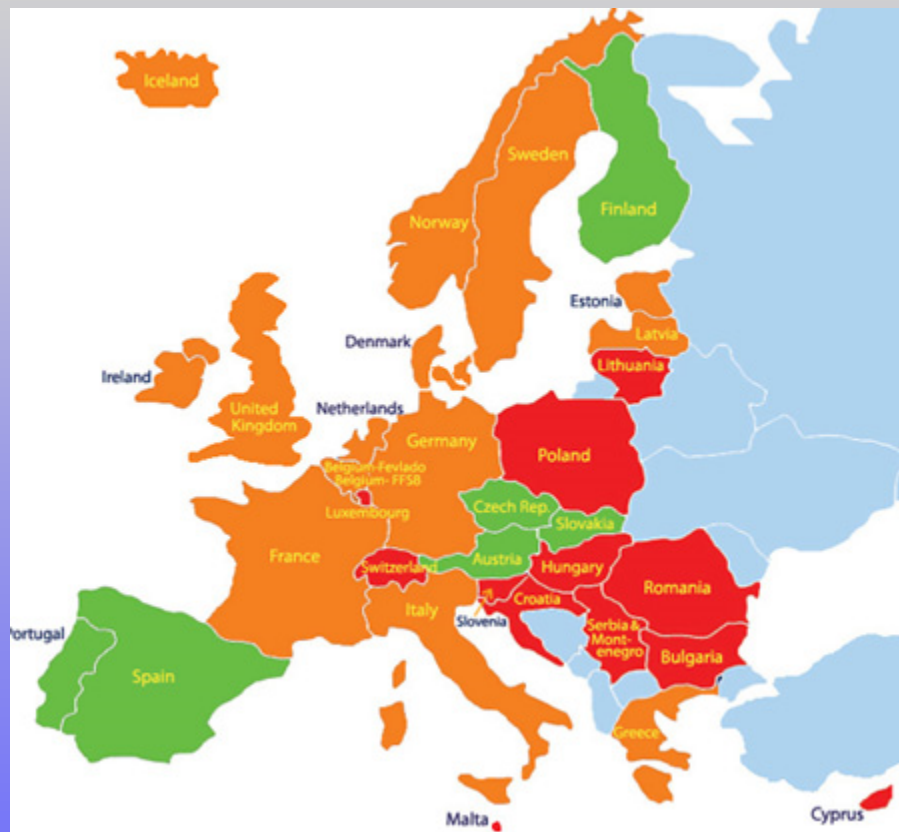 Iceland
Sweden
Norway
Finland
Estonia
Latvia
Denmark
Lithuania
Ireland
Netherlands
United
Kingdom
Germany
Poland
Belgium-Fevlado
Belgium- FFSB
Luxembourg
Czech Rep.
Slovakia
France
Austria
Switzerland
Hungary
Romania
Croatia
Italy
Slovenia
Serbia &
Mont-
enegro
Bulgaria
Portugal
Spain
Greece
Malta
Cyprus